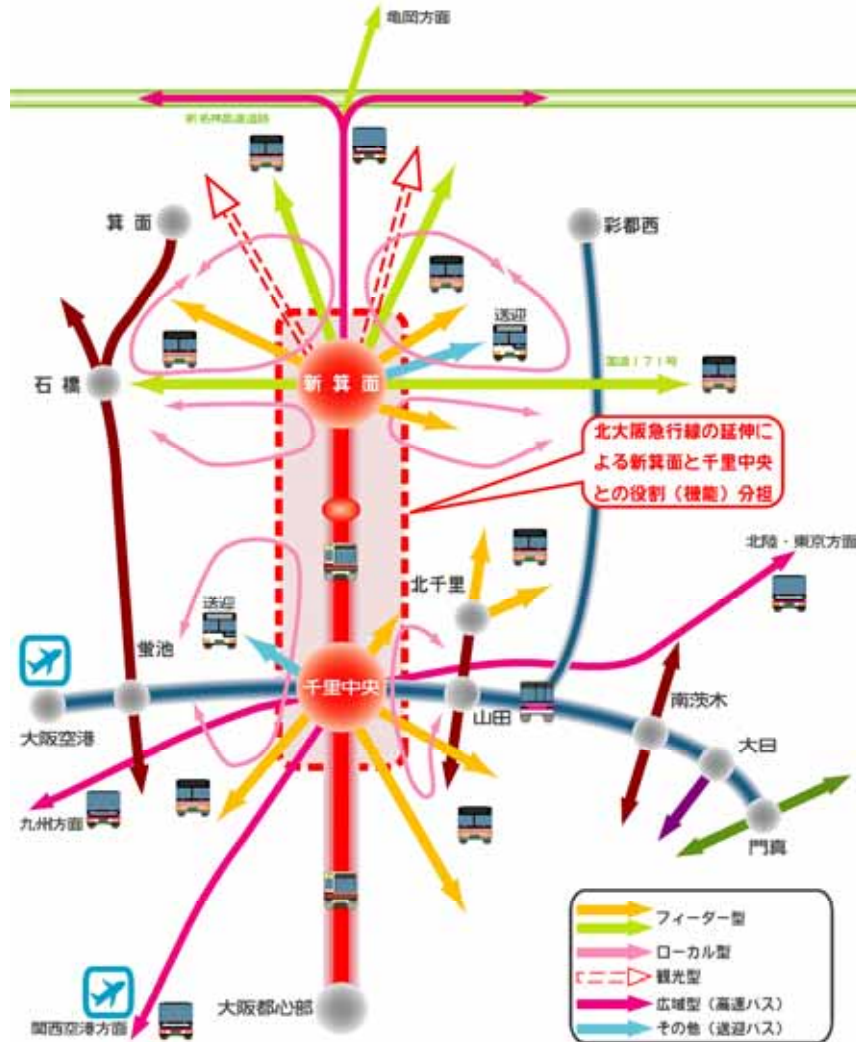 亀岡方面
新名神高速道路
箕面
彩都西
送迎
石橋
新箕面
国道171号
北大阪急行線の延伸に
よる新箕面と千里中央
との役割（機能）分担
北陸・東京方面
北千里
送迎
蛍池
千里中央
山田
南茨木
大阪空港
大日
九州方面
門真
大阪都心部
関西空港方面
フィーダー型
ローカル型
観光型
広域型（高速バス）
その他（送迎バス）